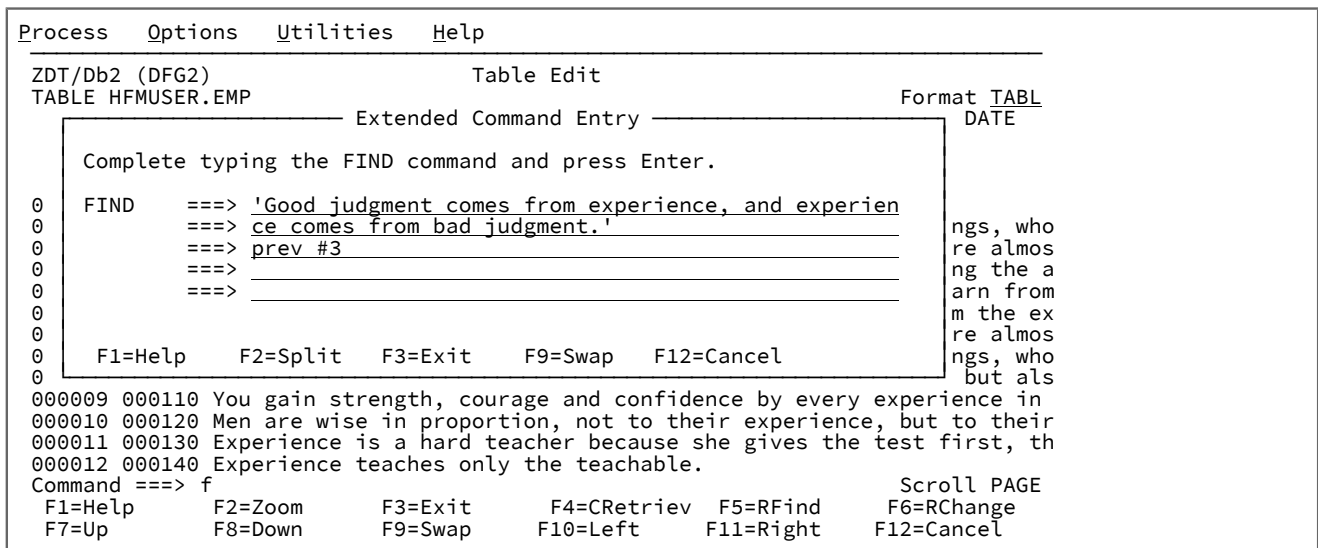 Process   Options   Utilities   Help
ZDT/Db2 (DFG2)                    Table Edit
TABLE HFMUSER.EMP                                                   Format TABL
Extended Command Entry   DATE
Complete typing the FIND command and press Enter.
0   FIND    ===> 'Good judgment comes from experience, and experien
0           ===> ce comes from bad judgment.'   ngs, who
0           ===> prev #3   re almos
0           ===>   ng the a
0           ===>   arn from
0   m the ex
0   re almos
0   F1=Help    F2=Split   F3=Exit    F9=Swap   F12=Cancel   ngs, who
0   but als
000009 000110 You gain strength, courage and confidence by every experience in
000010 000120 Men are wise in proportion, not to their experience, but to their
000011 000130 Experience is a hard teacher because she gives the test first, th
000012 000140 Experience teaches only the teachable.
Command ===> f                                                      Scroll PAGE
F1=Help      F2=Zoom      F3=Exit      F4=CRetriev  F5=RFind     F6=RChange
F7=Up        F8=Down      F9=Swap      F10=Left     F11=Right    F12=Cancel